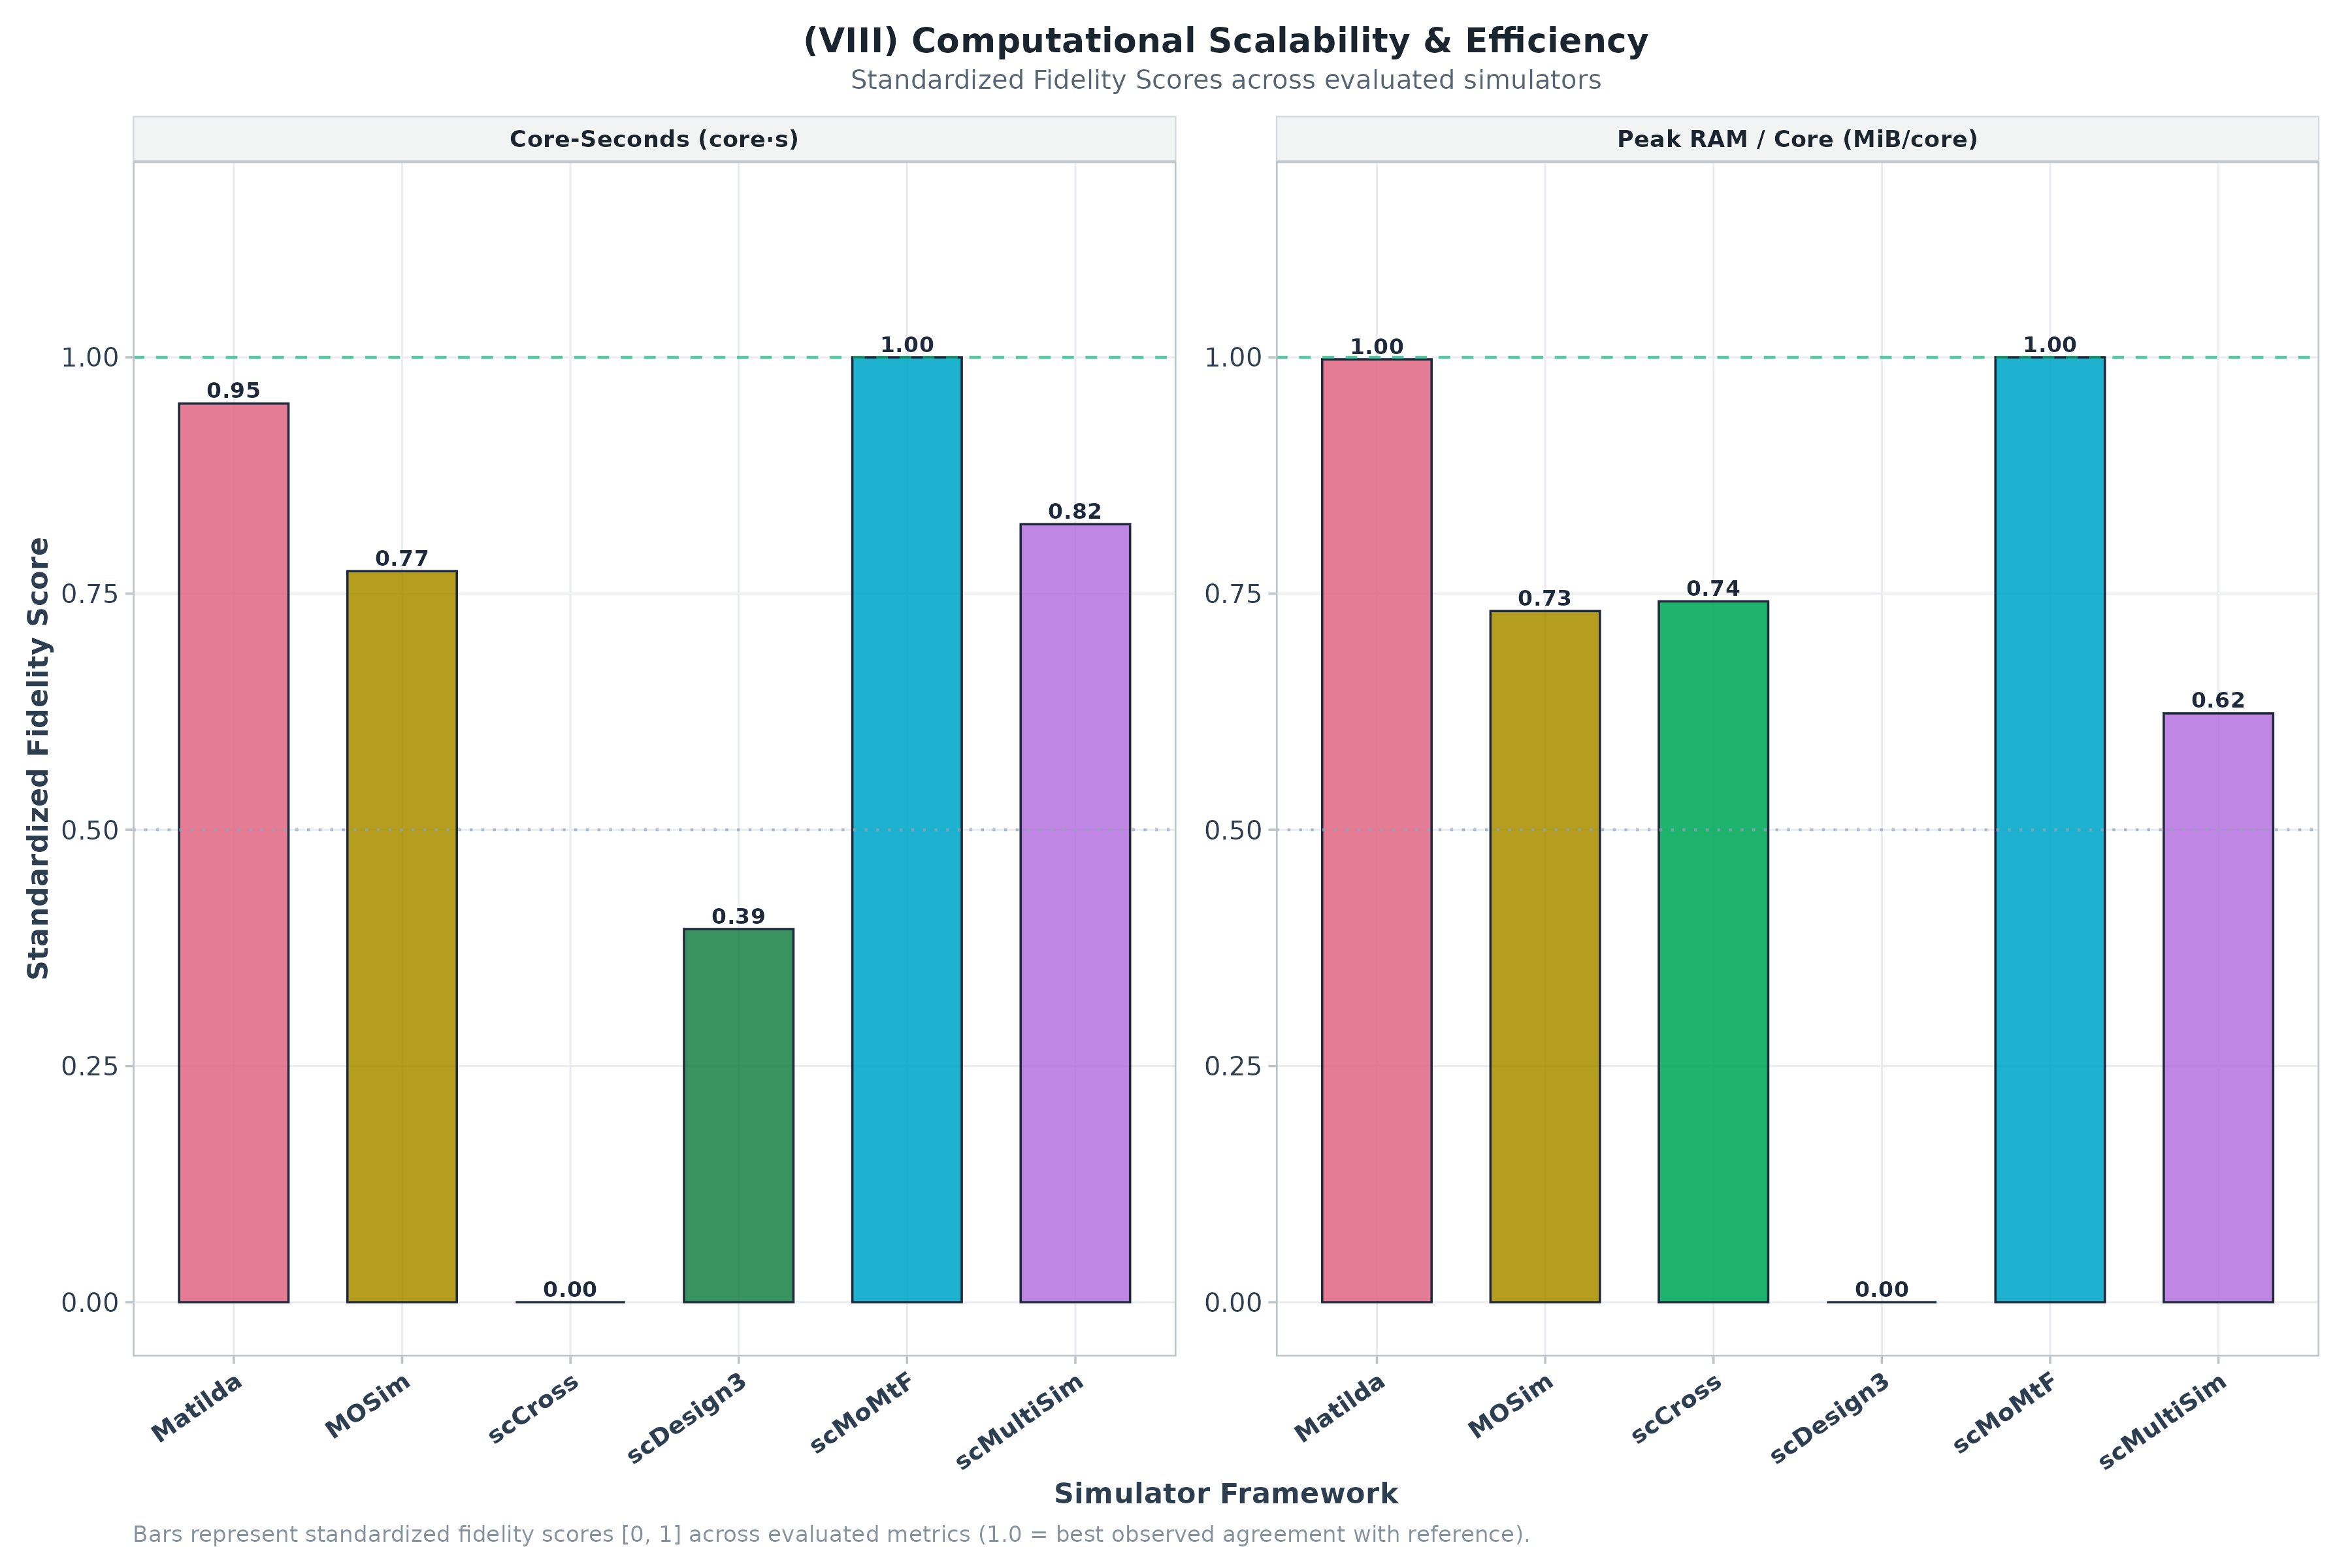 (VIII) Computational Scalability & Efficiency
Standardized Fidelity Scores across evaluated simulators
Core-Seconds (core·s)
Peak RAM / Core (MiB/core)
Standardized Fidelity Score
1.00
0.75
0.50
0.25
0.00
0.95
0.77
0.00
0.39
1.00
0.82
Matilda
MOSim
scCross
scDesign3
scMoMtF
scMultiSim
1.00
0.75
0.50
0.25
0.00
1.00
0.73
0.74
0.00
1.00
0.62
Matilda
MOSim
scCross
scDesign3
scMoMtF
scMultiSim
Simulator Framework
Bars represent standardized fidelity scores [0, 1] across evaluated metrics (1.0 = best observed agreement with reference).